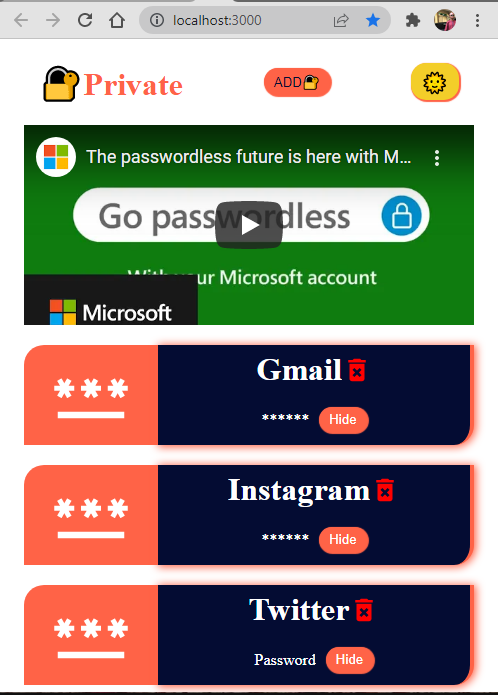 localhost:3000
Private
ADD
The passwordless future is here with M...
Go passwordless
With your Microsoft account
Microsoft
***
Gmail
****** Hide
***
Instagram
****** Hide
***
Twitter
Password Hide